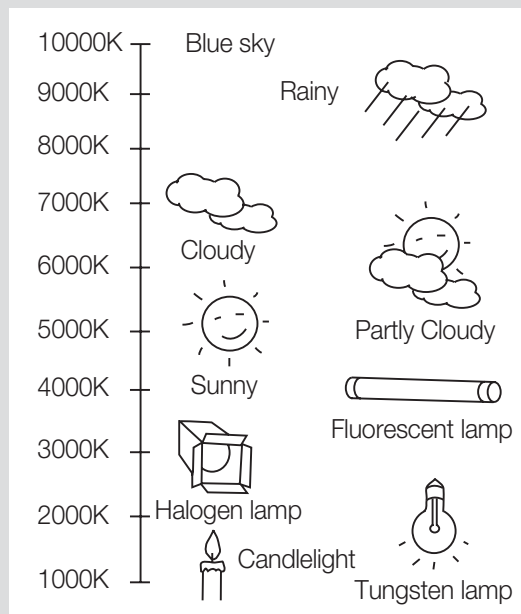 10000K
Blue sky
9000K
Rainy
8000K
7000K
Cloudy
6000K
5000K
Partly Cloudy
Sunny
4000K
Fluorescent lamp
3000K
Halogen lamp
2000K
Candlelight
1000K
Tungsten lamp